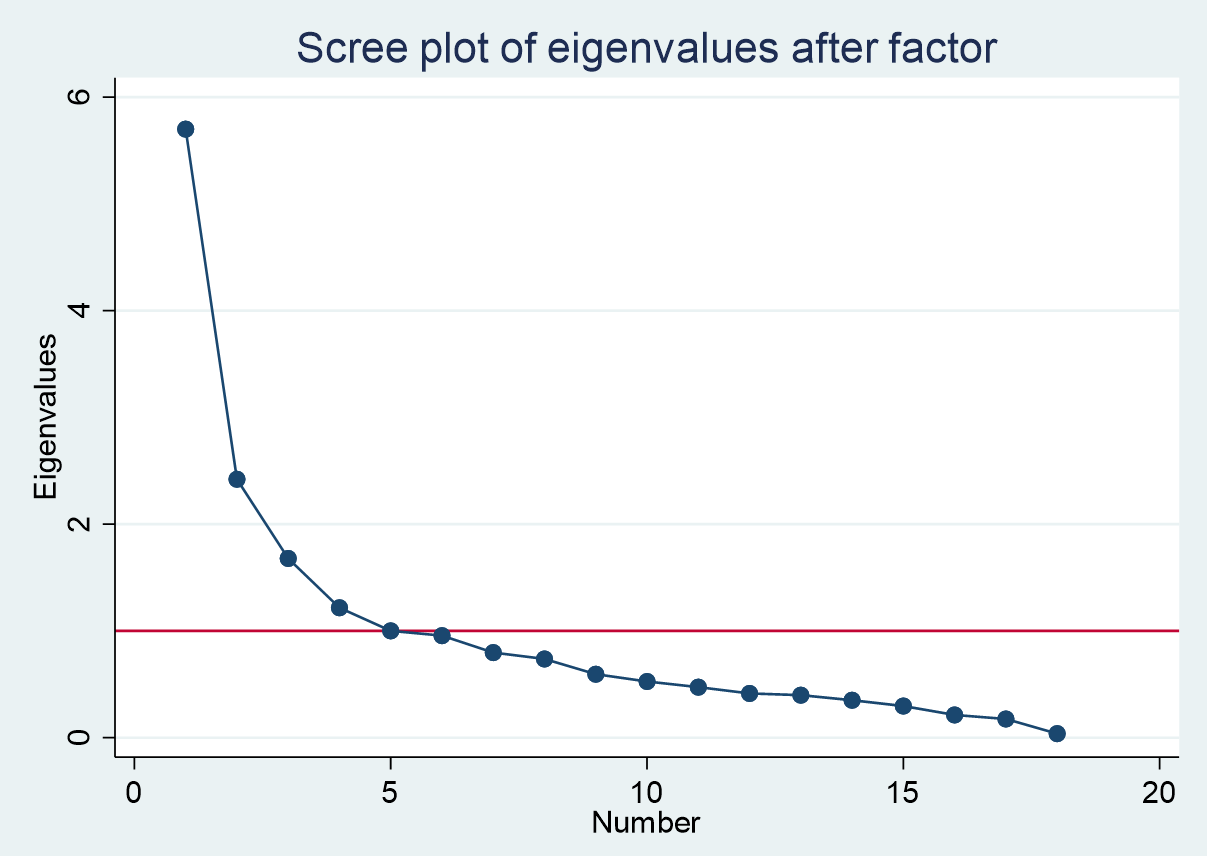 Scree plot of eigenvalues after factor
6
4
2
0
Eigenvalues
0 5 10 15 20
Number